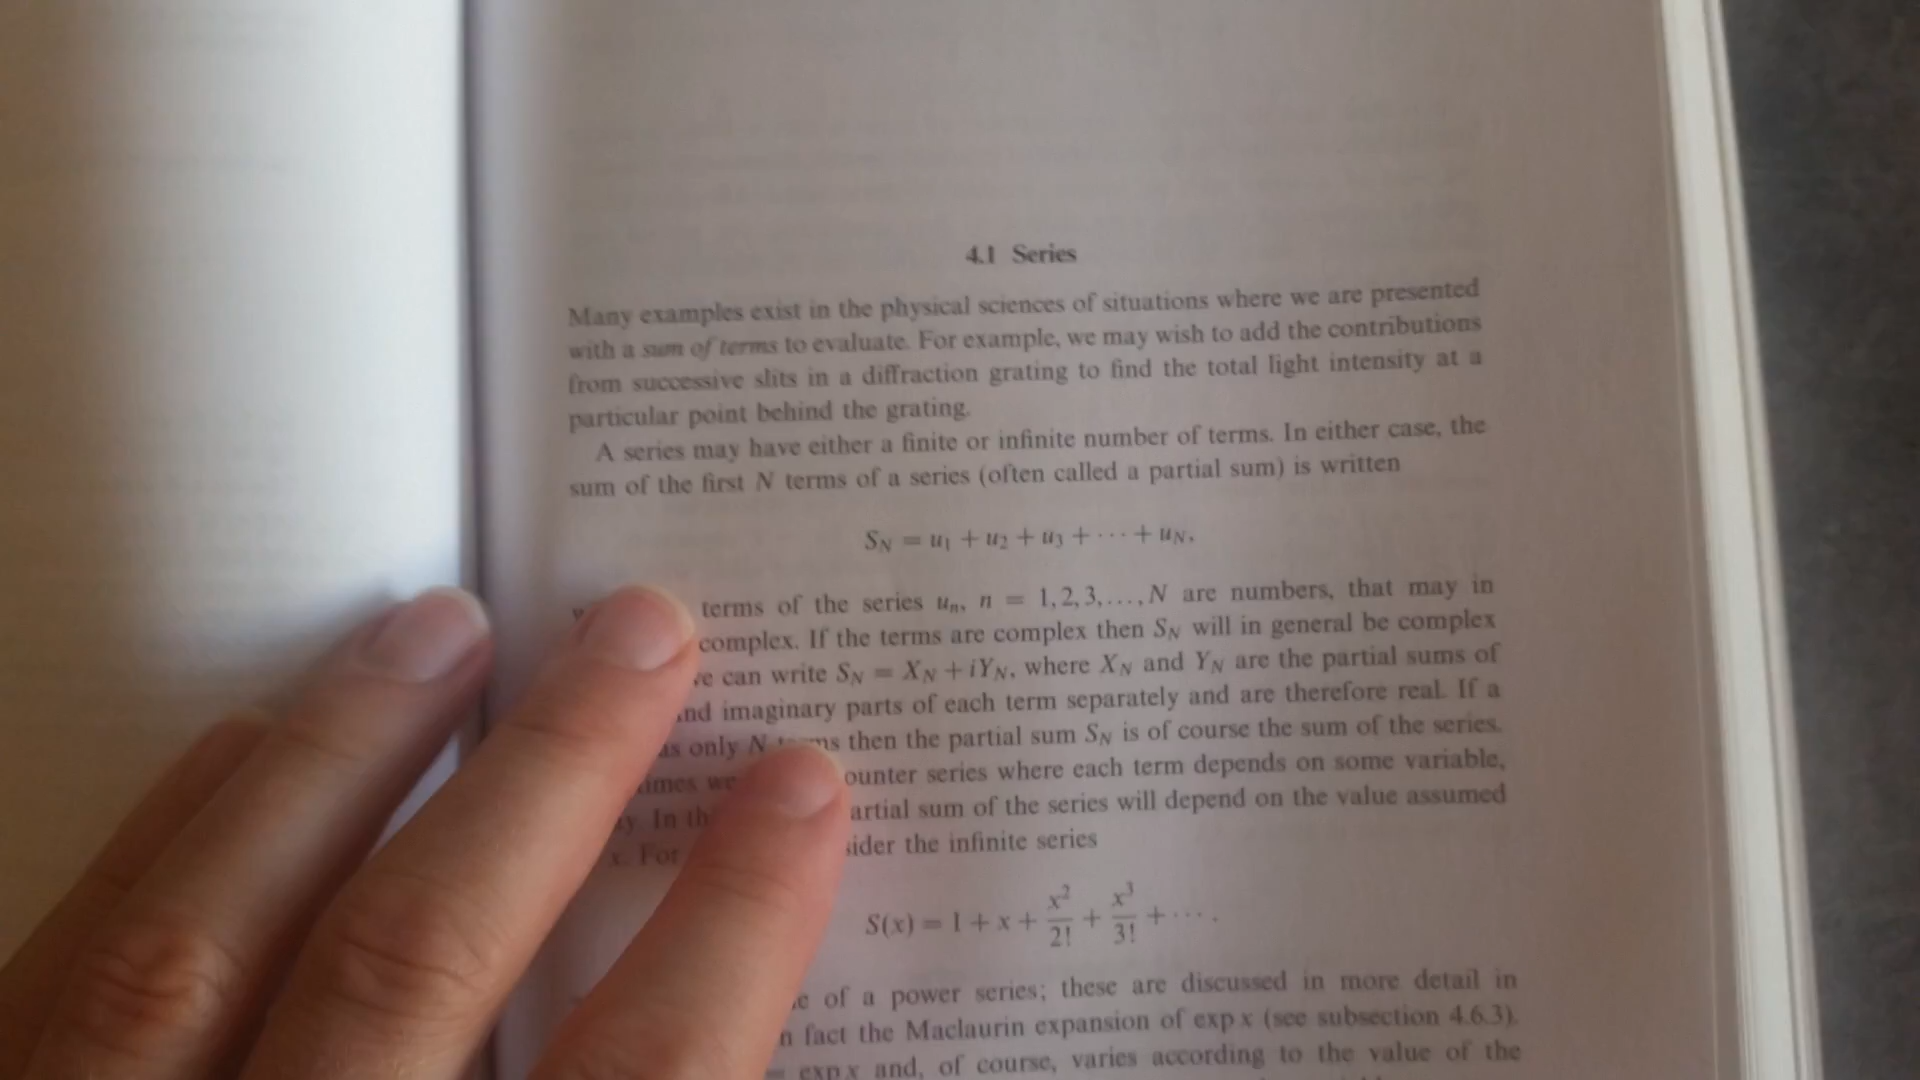 4.1 Series
Many examples exist in the physical sciences of situations where we are presented
with a sum of terms to evaluate. For example, we may wish to add the contributions
from successive slits in a diffraction grating to find the total light intensity at a
particular point behind the grating.
A series may have either a finite or infinite number of terms. In either case, the
sum of the first N terms of a series (often called a partial sum) is written
S_N = u_1 + u_2 + u_3 + ··· + u_N,
terms of the series u_n, n = 1, 2, 3, ..., N are numbers, that may in
complex. If the terms are complex then S_N will in general be complex
can write S_N = X_N + iY_N, where X_N and Y_N are the partial sums of
imaginary parts of each term separately and are therefore real. If a
only N then the partial sum S_N is of course the sum of the series.
series where each term depends on some variable,
In sum of the series will depend on the value assumed
x. For the infinite series
S(x) = 1 + x + x²/2! + x³/3! + ··· .
of a power series; these are discussed in more detail in
fact the Maclaurin expansion of exp x (see subsection 4.6.3).
exp x and, of course, varies according to the value of the